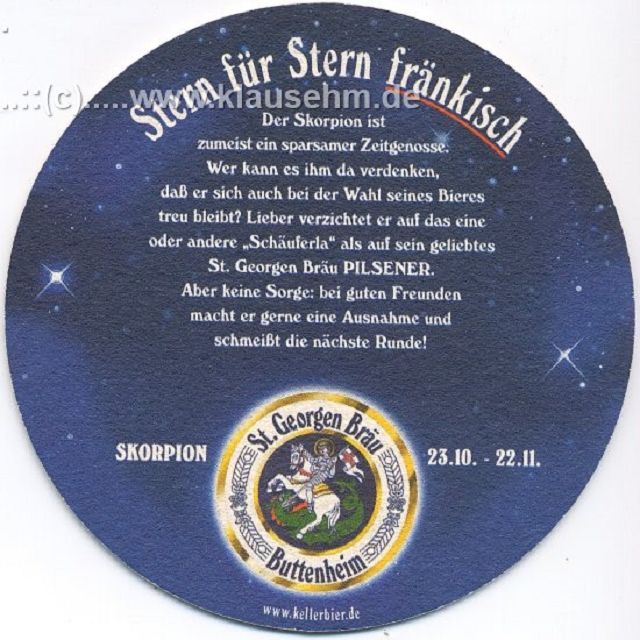 Stern für Stern fränkisch
..::(c).....www.klausehm.de
Der Skorpion ist
zumeist ein sparsamer Zeitgenosse.
Wer kann es ihm da verdenken,
daß er sich auch bei der Wahl seines Bieres
treu bleibt? Lieber verzichtet er auf das eine
oder andere „Schäuferla“ als auf sein geliebtes
St. Georgen Bräu PILSENER.
Aber keine Sorge: bei guten Freunden
macht er gerne eine Ausnahme und
schmeißt die nächste Runde!
SKORPION
St. Georgen Bräu
Buttenheim
23.10. - 22.11.
www.kellerbier.de